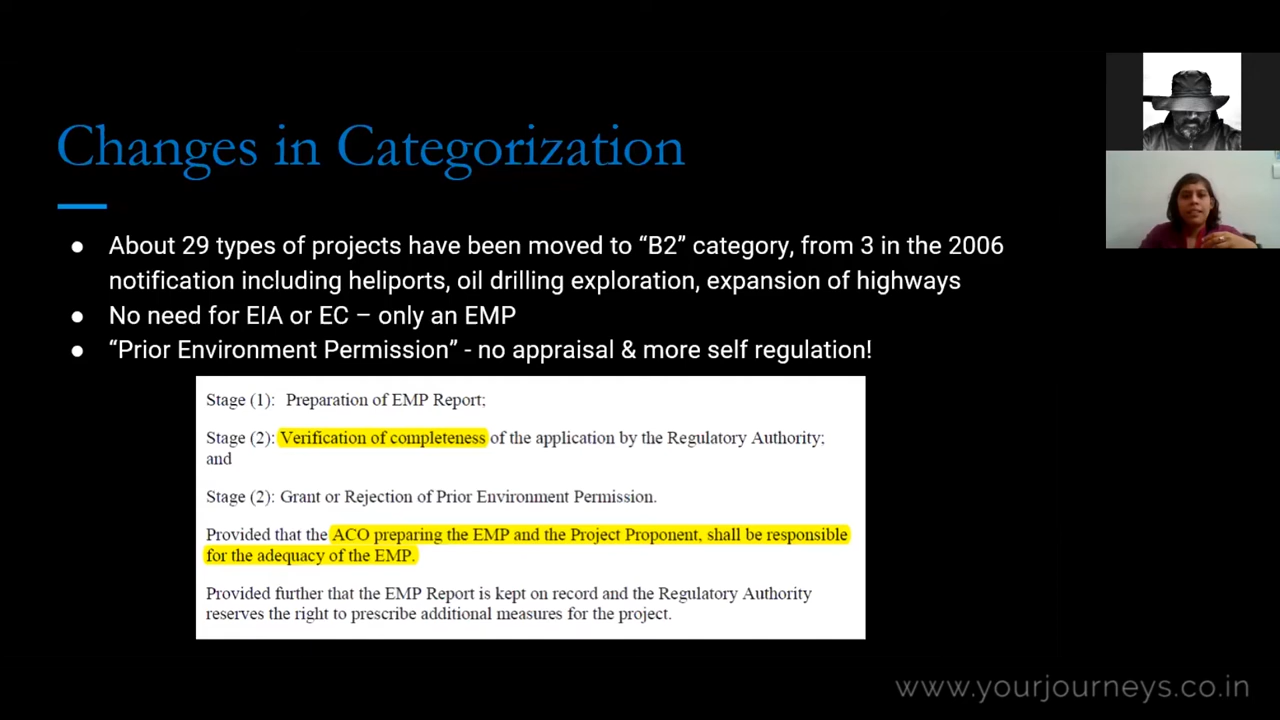 Changes in Categorization
● About 29 types of projects have been moved to “B2” category, from 3 in the 2006
notification including heliports, oil drilling exploration, expansion of highways
● No need for EIA or EC – only an EMP
● “Prior Environment Permission” - no appraisal & more self regulation!
Stage (1): Preparation of EMP Report;
Stage (2): Verification of completeness of the application by the Regulatory Authority;
and
Stage (2): Grant or Rejection of Prior Environment Permission.
Provided that the ACO preparing the EMP and the Project Proponent, shall be responsible
for the adequacy of the EMP.
Provided further that the EMP Report is kept on record and the Regulatory Authority
reserves the right to prescribe additional measures for the project.
www.yourjourneys.co.in